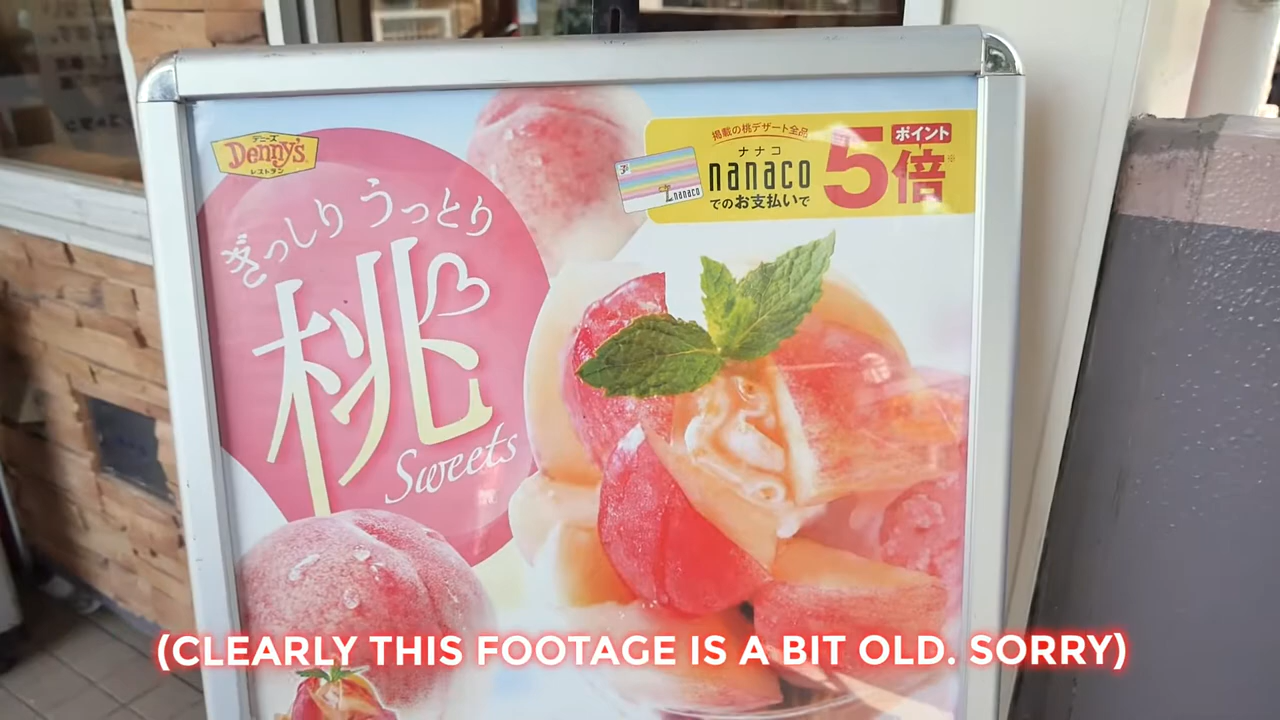 デニーズ
Denny's
レストラン
ぎっしり うっとり
桃
Sweets
掲載の桃デザート全品
ナナコ
nanaco
でのお支払いで
ポイント
5倍※
nanaco
(CLEARLY THIS FOOTAGE IS A BIT OLD. SORRY)